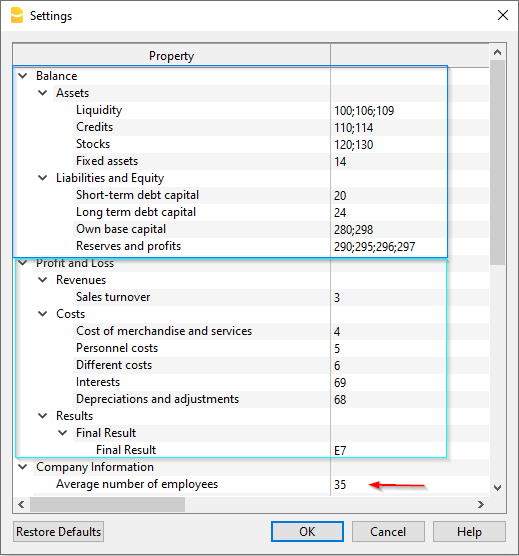 Settings
Property
Balance
Assets
Liquidity 100;106;109
Credits 110;114
Stocks 120;130
Fixed assets 14
Liabilities and Equity
Short-term debt capital 20
Long term debt capital 24
Own base capital 280;298
Reserves and profits 290;295;296;297
Profit and Loss
Revenues
Sales turnover 3
Costs
Cost of merchandise and services 4
Personnel costs 5
Different costs 6
Interests 69
Depreciations and adjustments 68
Results
Final Result
Final Result E7
Company Information
Average number of employees 35
Restore Defaults OK Cancel Help